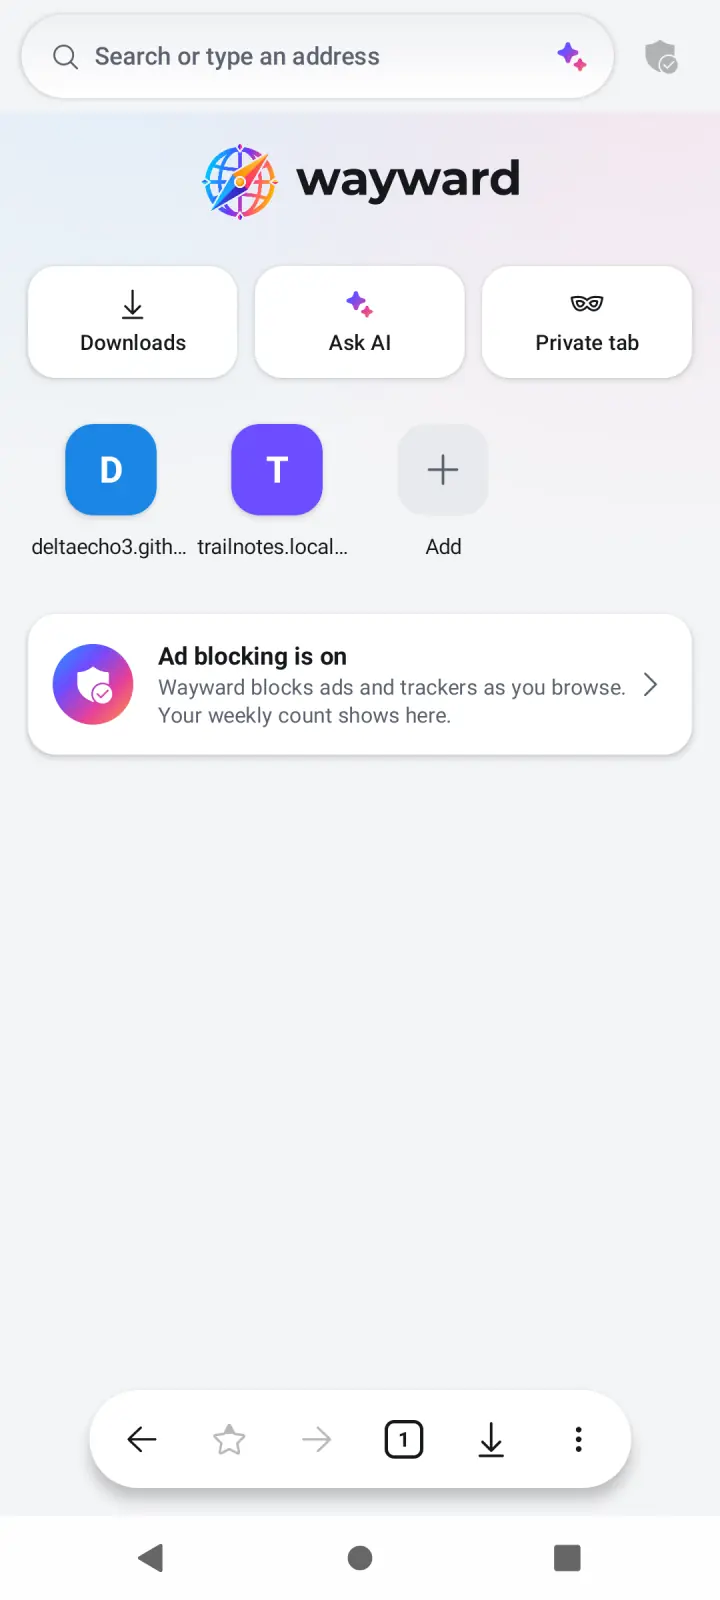 Search or type an address
wayward
Downloads
Ask AI
Private tab
D
T
deltaecho3.gith...
trailnotes.local...
Add
Ad blocking is on
Wayward blocks ads and trackers as you browse.
Your weekly count shows here.
1